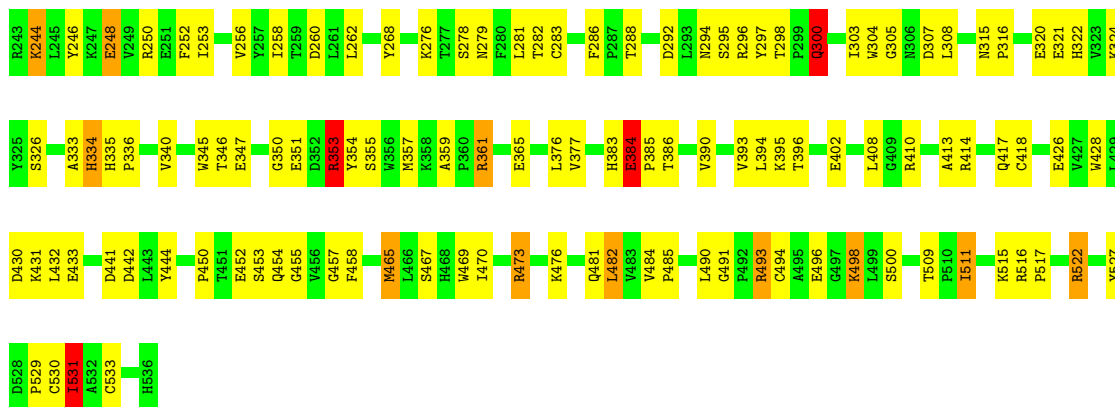 R243 K244 L245 Y246 K247 E248 V249 R250 E251 F252 I253 V256 Y257 I258 T259 D260 L261 L262 Y268 K276 T277 S278 N279 F280 L281 T282 C283 F286 P287 T288 D292 L293 N294 S295 R296 Y297 T298 P299 Q300 I303 W304 G305 N306 D307 L308 N315 P316 E320 E321 H322 V323
Y325 S326 A333 H334 H335 P336 V340 W345 T346 E347 G350 E351 D352 R353 Y354 S355 W356 M357 K358 A359 P360 R361 E365 L376 V377 H383 E384 P385 T386 V390 V393 L394 K395 T396 E402 L408 G409 R410 A413 R414 Q417 C418 E426 V427 W428
D430 K431 L432 E433 D441 D442 L443 Y444 P450 T451 E452 S453 Q454 G455 V456 G457 F458 M465 L466 S467 H468 W469 I470 R473 K476 Q481 L482 V483 V484 P485 L490 G491 P492 R493 C494 A495 E496 G497 K498 L499 S500 T509 P510 I511 K515 R516 P517 R522
D528 P529 C530 I531 A532 C533 H536